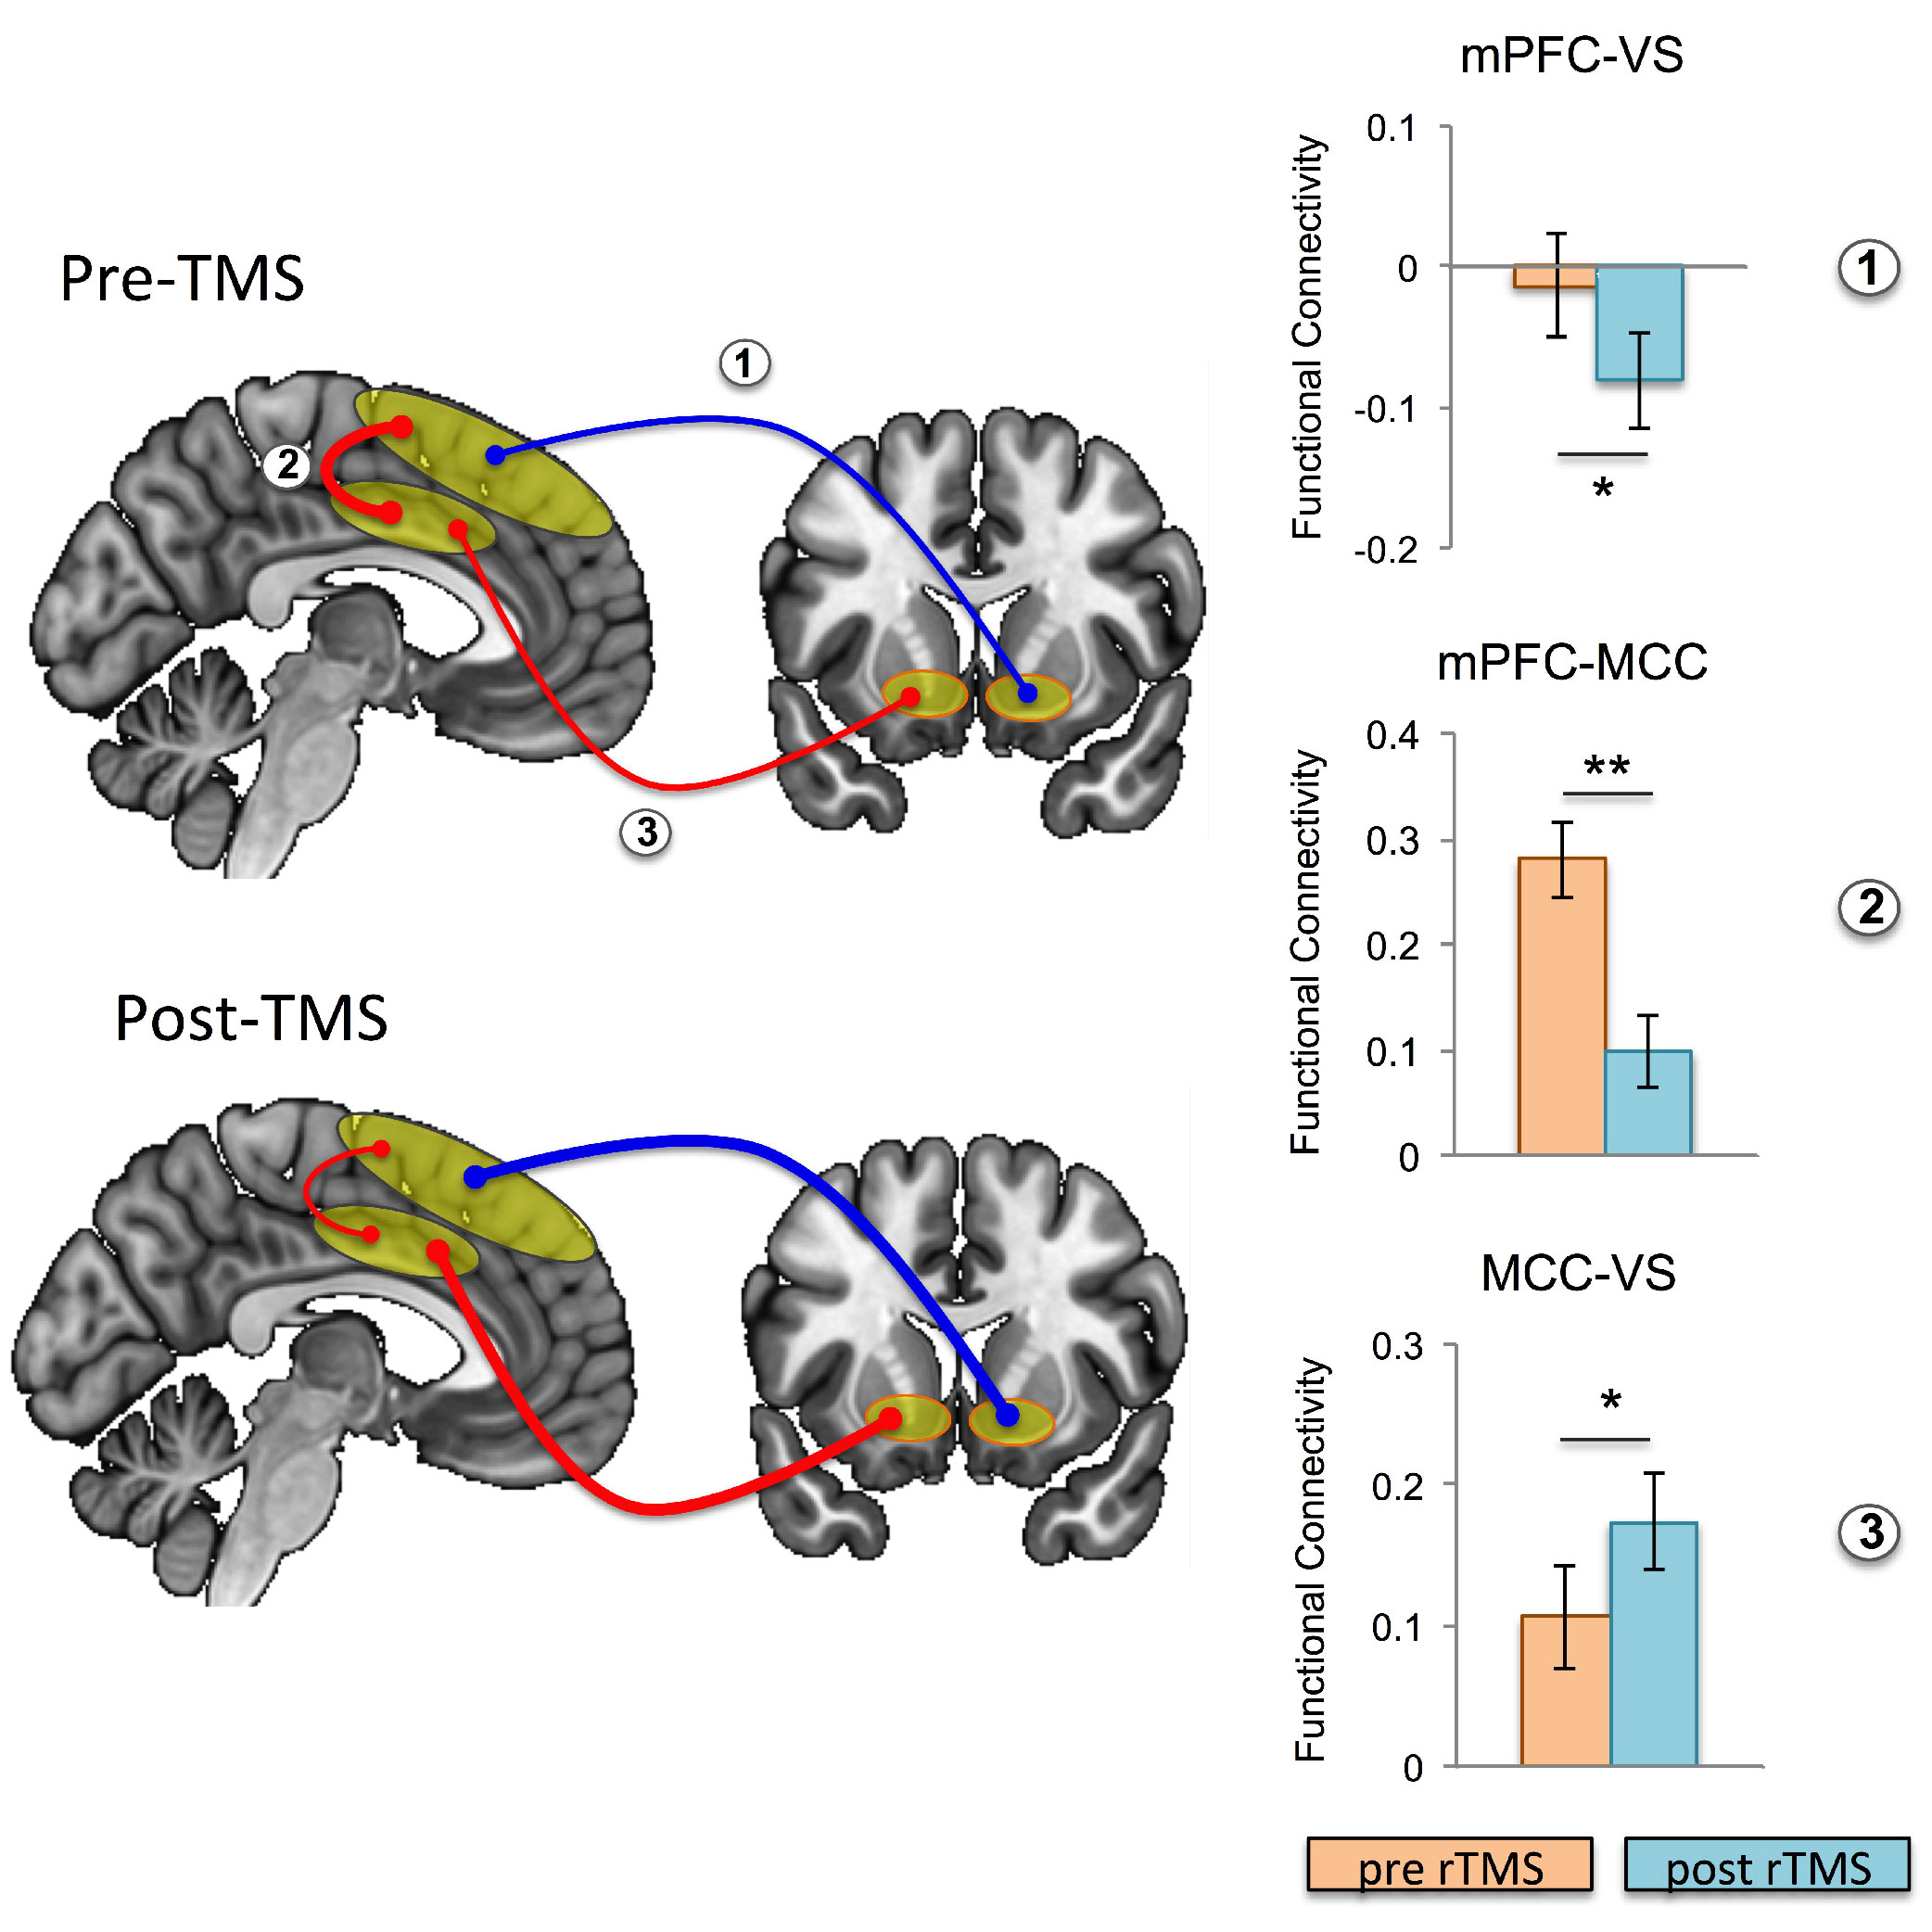 Pre-TMS
1
2
3
Post-TMS
mPFC-VS
Functional Connectivity
0.1
0
-0.1
-0.2
*
1
mPFC-MCC
Functional Connectivity
0.4
0.3
0.2
0.1
0
**
2
MCC-VS
Functional Connectivity
0.3
0.2
0.1
0
*
3
pre rTMS
post rTMS